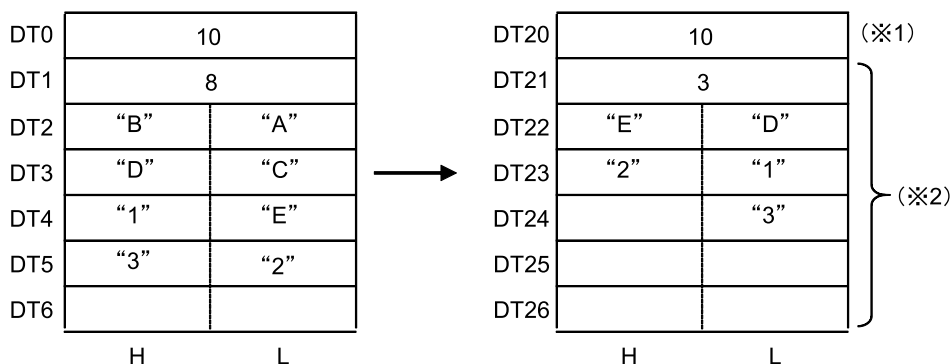 DT0 10
DT1 8
DT2 “B” “A”
DT3 “D” “C”
DT4 “1” “E”
DT5 “3” “2”
DT6
H L
DT20 10 (※1)
DT21 3
DT22 “E” “D”
DT23 “2” “1”
DT24 “3”
DT25
DT26
(※2)
H L